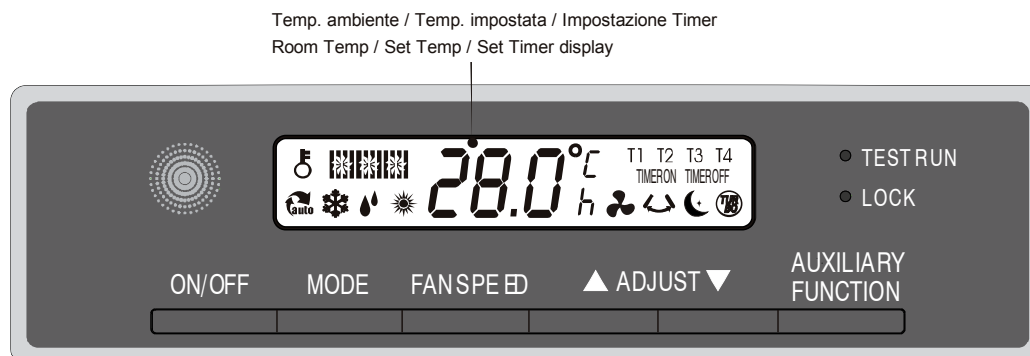 Temp. ambiente / Temp. impostata / Impostazione Timer
Room Temp / Set Temp / Set Timer display
28.0°C
h
T1 T2 T3 T4
TIMERON TIMEROFF
auto
TEST RUN
LOCK
ON/OFF
MODE
FANSPEED
▲ ADJUST ▼
AUXILIARY
FUNCTION